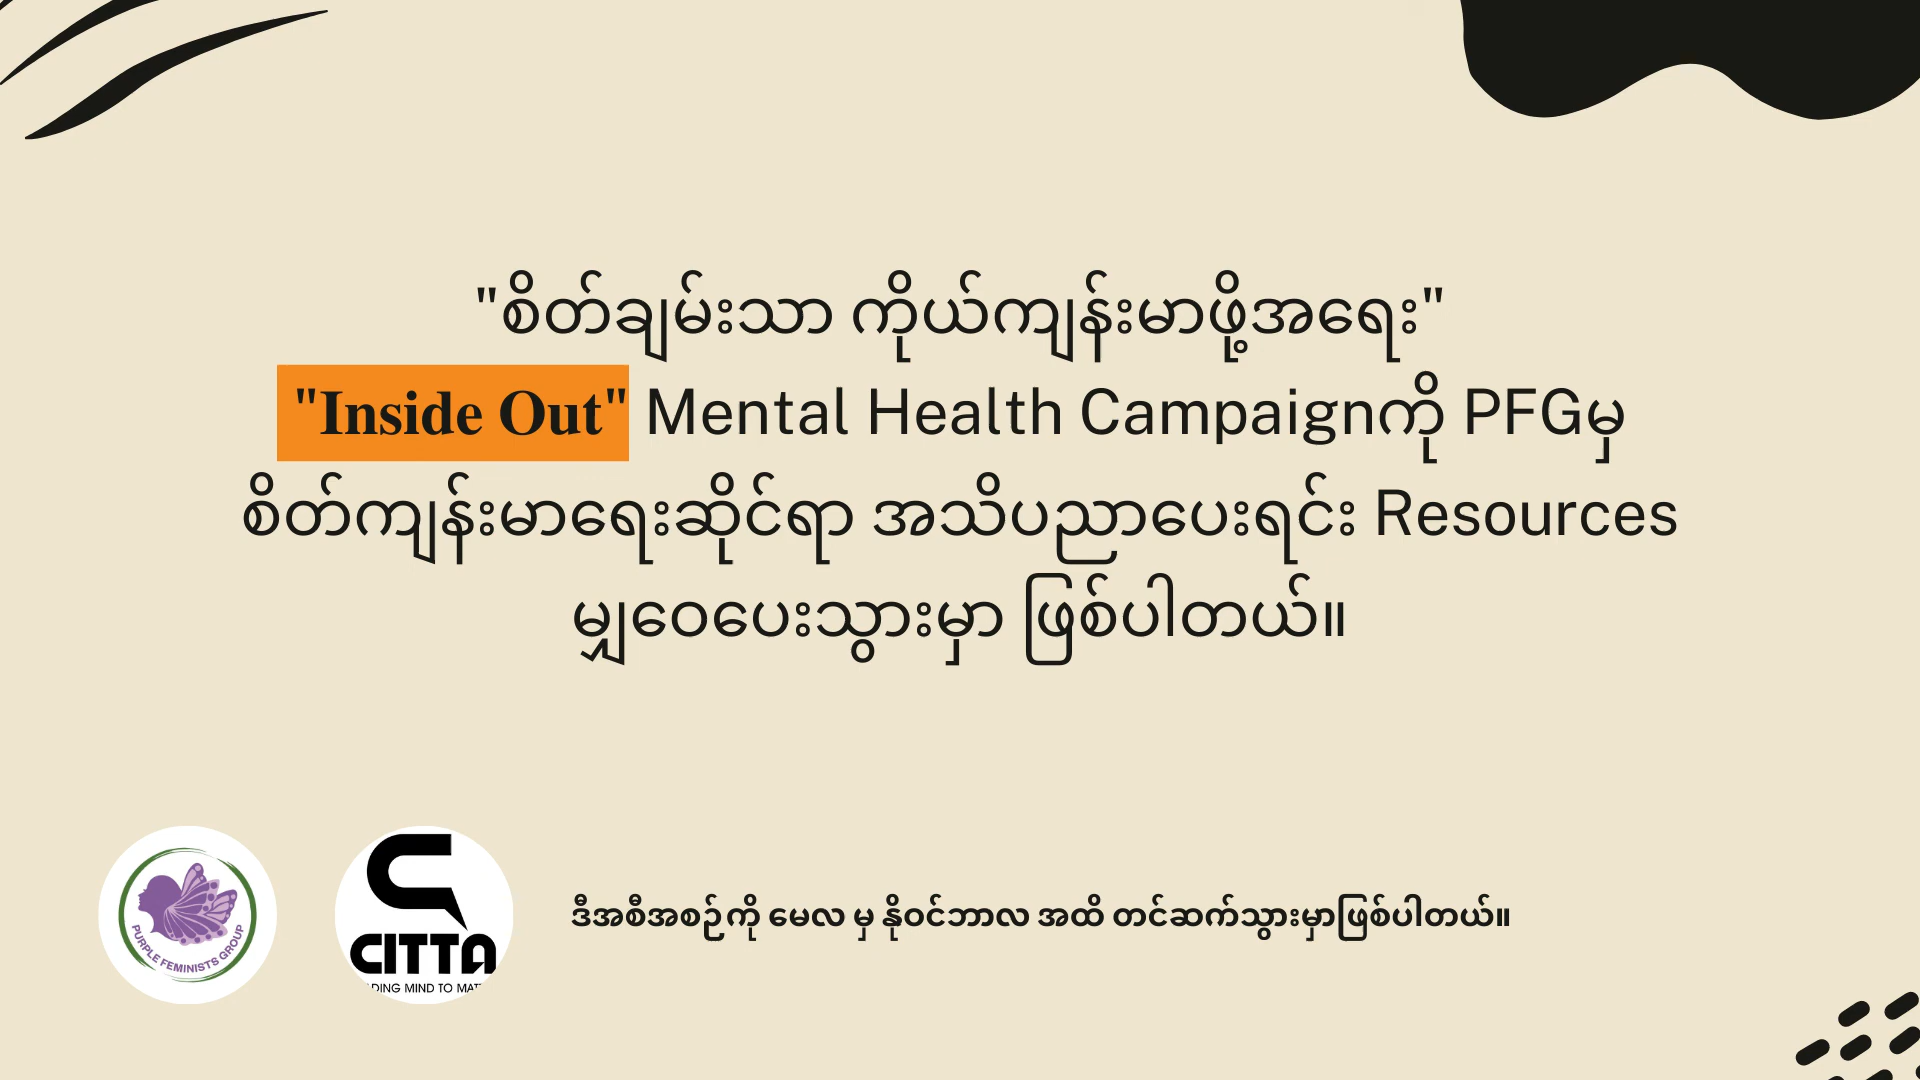 "စိတ်ချမ်းသာ ကိုယ်ကျန်းမာဖို့အရေး"
"Inside Out" Mental Health Campaignကို PFGမှ
စိတ်ကျန်းမာရေးဆိုင်ရာ အသိပညာပေးရင်း Resources
မျှဝေပေးသွားမှာ ဖြစ်ပါတယ်။
PURPLE FEMINISTS GROUP
CITTA
DING MIND TO MAT
ဒီအစီအစဉ်ကို မေလ မှ နိုဝင်ဘာလ အထိ တင်ဆက်သွားမှာဖြစ်ပါတယ်။